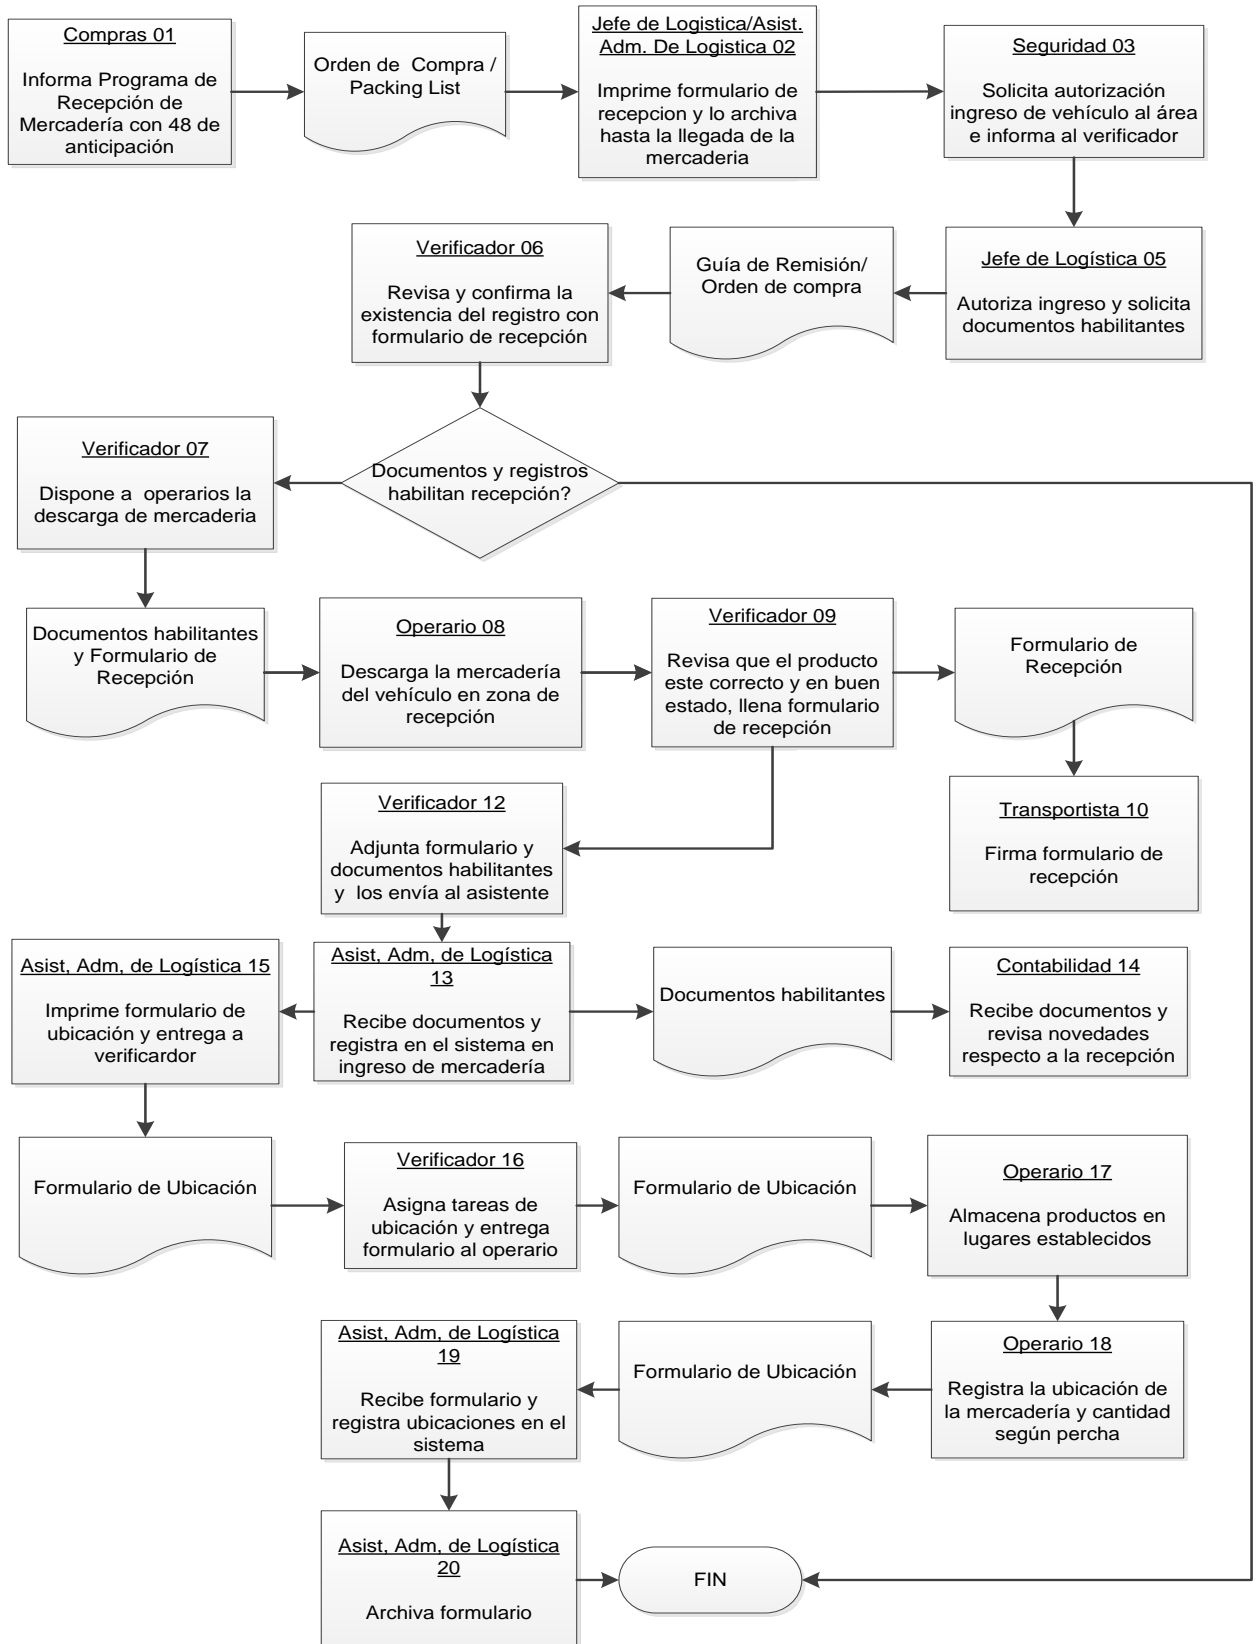 Compras 01
Informa Programa de
Recepción de
Mercadería con 48 de
anticipación
Orden de Compra /
Packing List
Jefe de Logistica/Asist.
Adm. De Logistica 02
Imprime formulario de
recepcion y lo archiva
hasta la llegada de la
mercaderia
Seguridad 03
Solicita autorización
ingreso de vehículo al área
e informa al verificador
Jefe de Logística 05
Autoriza ingreso y solicita
documentos habilitantes
Guía de Remisión/
Orden de compra
Verificador 06
Revisa y confirma la
existencia del registro con
formulario de recepción
Documentos y registros
habilitan recepción?
Verificador 07
Dispone a operarios la
descarga de mercaderia
Documentos habilitantes
y Formulario de
Recepción
Operario 08
Descarga la mercadería
del vehículo en zona de
recepción
Verificador 09
Revisa que el producto
este correcto y en buen
estado, llena formulario
de recepción
Formulario de
Recepción
Transportista 10
Firma formulario de
recepción
Verificador 12
Adjunta formulario y
documentos habilitantes
y los envía al asistente
Asist, Adm, de Logística
13
Recibe documentos y
registra en el sistema en
ingreso de mercadería
Documentos habilitantes
Contabilidad 14
Recibe documentos y
revisa novedades
respecto a la recepción
Asist, Adm, de Logística 15
Imprime formulario de
ubicación y entrega a
verificardor
Formulario de Ubicación
Verificador 16
Asigna tareas de
ubicación y entrega
formulario al operario
Formulario de Ubicación
Operario 17
Almacena productos en
lugares establecidos
Operario 18
Registra la ubicación de
la mercadería y cantidad
según percha
Formulario de Ubicación
Asist, Adm, de Logística
19
Recibe formulario y
registra ubicaciones en el
sistema
Asist, Adm, de Logística
20
Archiva formulario
FIN